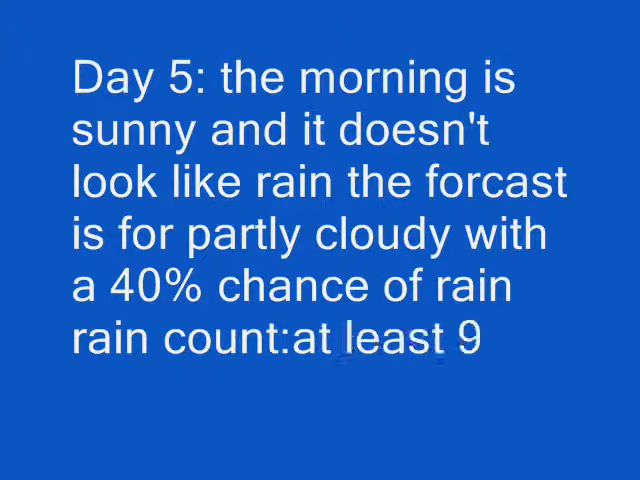 Day 5: the morning is
sunny and it doesn't
look like rain the forcast
is for partly cloudy with
a 40% chance of rain
rain count:at least 9